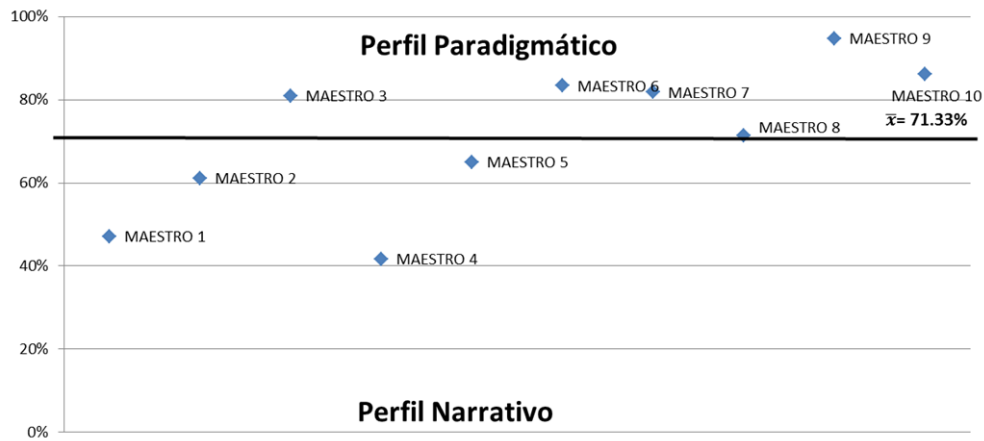 100%
Perfil Paradigmático
MAESTRO 9
80%
MAESTRO 3
MAESTRO 6
MAESTRO 7
MAESTRO 10
x̅= 71.33%
MAESTRO 8
60%
MAESTRO 2
MAESTRO 5
MAESTRO 1
40%
MAESTRO 4
20%
Perfil Narrativo
0%